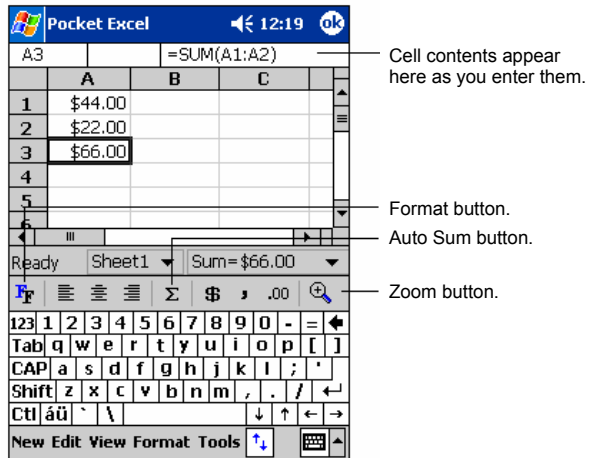 Pocket Excel 12:19 ok
A3 =SUM(A1:A2)
Cell contents appear
here as you enter them.
A B C
1 $44.00
2 $22.00
3 $66.00
4
5
6
Format button.
Auto Sum button.
Ready Sheet1 Sum=$66.00
FF Σ $ , .00
Zoom button.
123 1 2 3 4 5 6 7 8 9 0 - =
Tab q w e r t y u i o p [ ]
CAP a s d f g h j k l ; '
Shift z x c v b n m , . /
Ctl áü ` \
New Edit View Format Tools